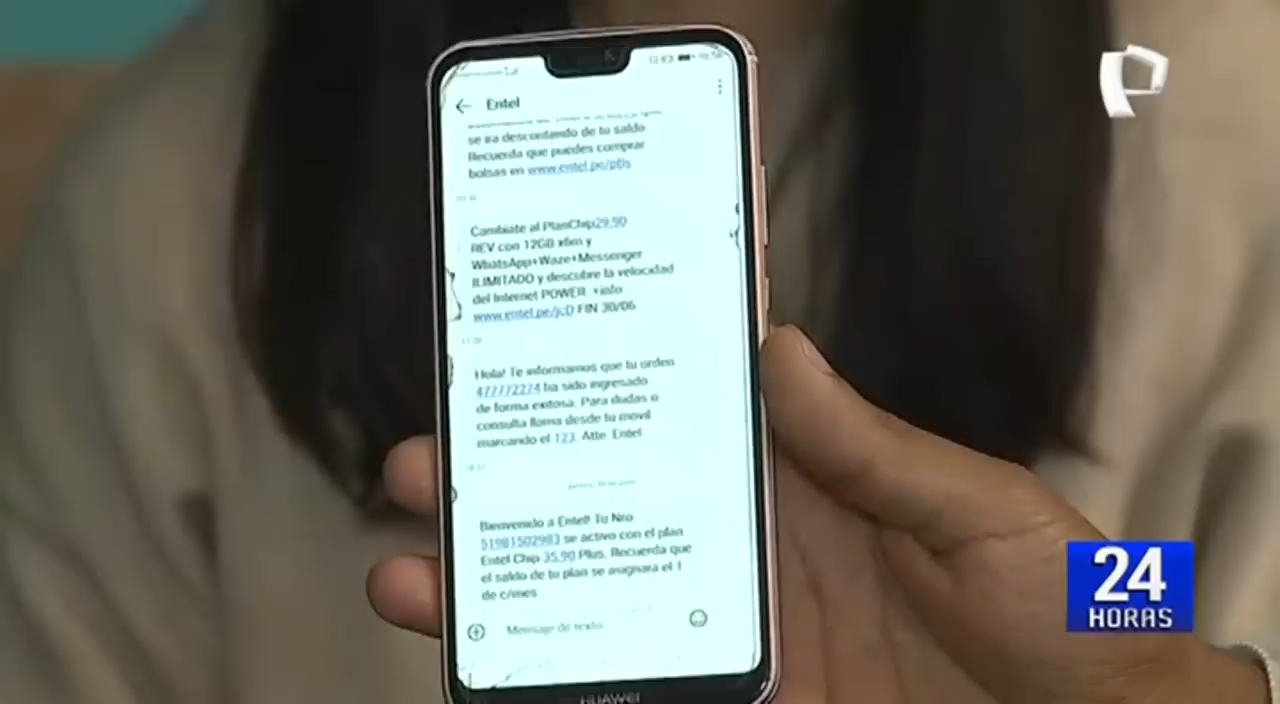 Entel
se ira descontando de tu saldo
Recuerda que puedes comprar
bolsas en www.entel.pe/pBs
Cambiate al PlanChip29.90
REV con 12GB x6m y
WhatsApp+Waze+Messenger
ILIMITADO y descubre la velocidad
del Internet POWER +info
www.entel.pe/jcD FIN 30/06
Hola! Te informamos que tu orden
477772274 ha sido ingresado
de forma exitosa. Para dudas o
consulta llama desde tu movil
marcando el 123. Atte. Entel
Bienvenido a Entel! Tu Nro
51981502983 se activo con el plan
Entel Chip 35.90 Plus. Recuerda que
el saldo de tu plan se asignara el 1
de c/mes
Mensaje de texto
HUAWEI
P
24
HORAS